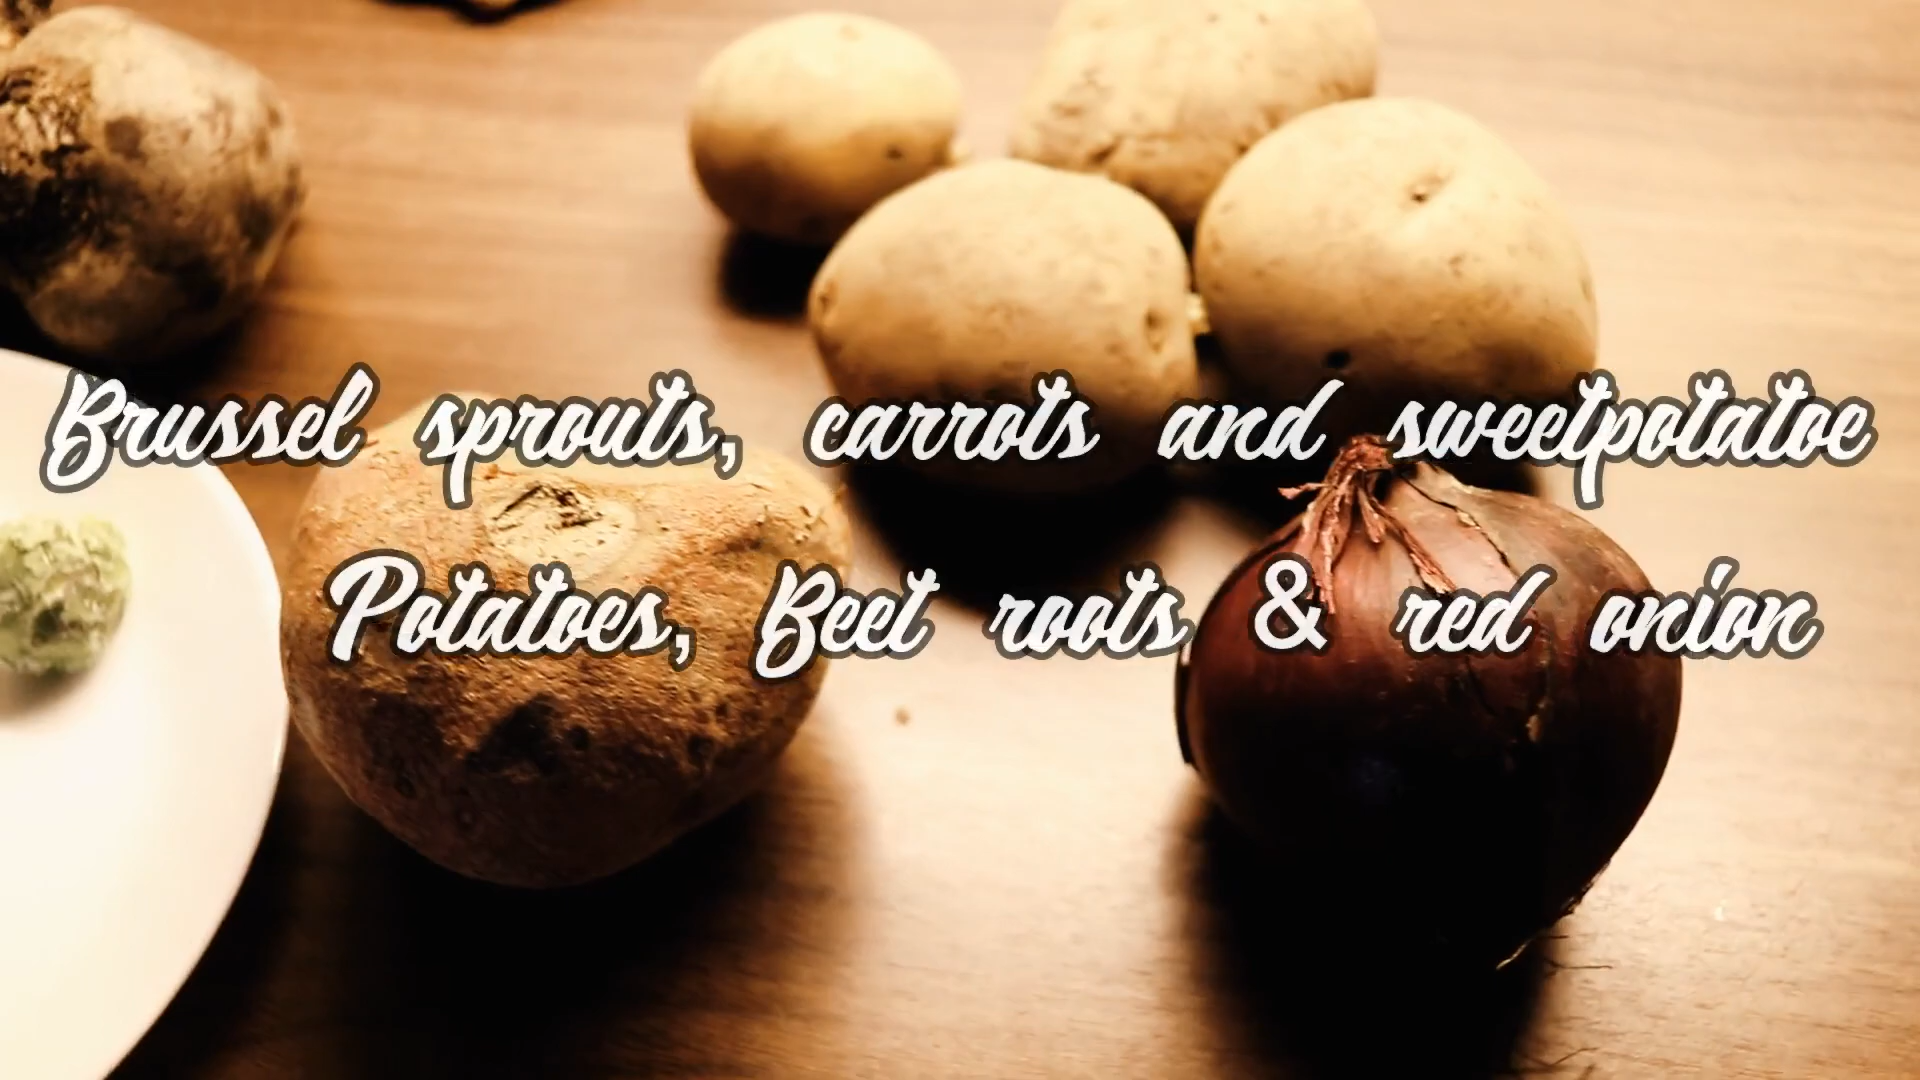 Brussel sprouts, carrots and sweetpotatoe
Potatoes, Beet roots & red onion